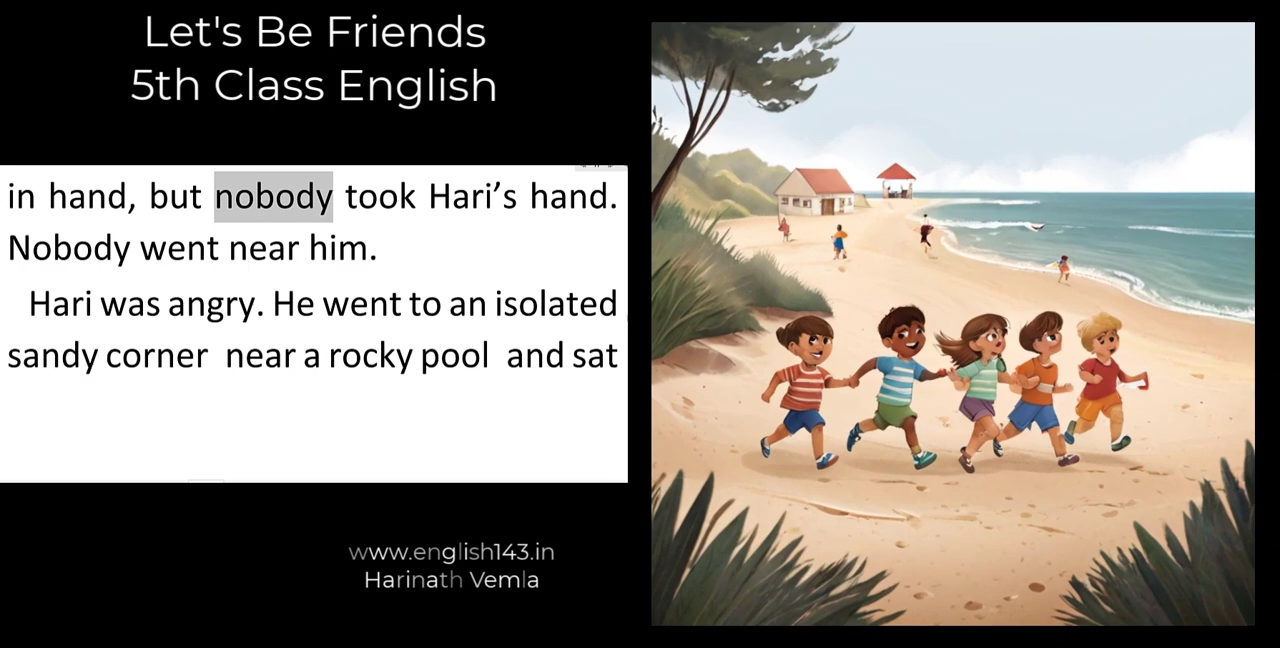 Let's Be Friends
5th Class English
in hand, but nobody took Hari’s hand.
Nobody went near him.
Hari was angry. He went to an isolated
sandy corner near a rocky pool and sat
www.english143.in
Harinath Vemla